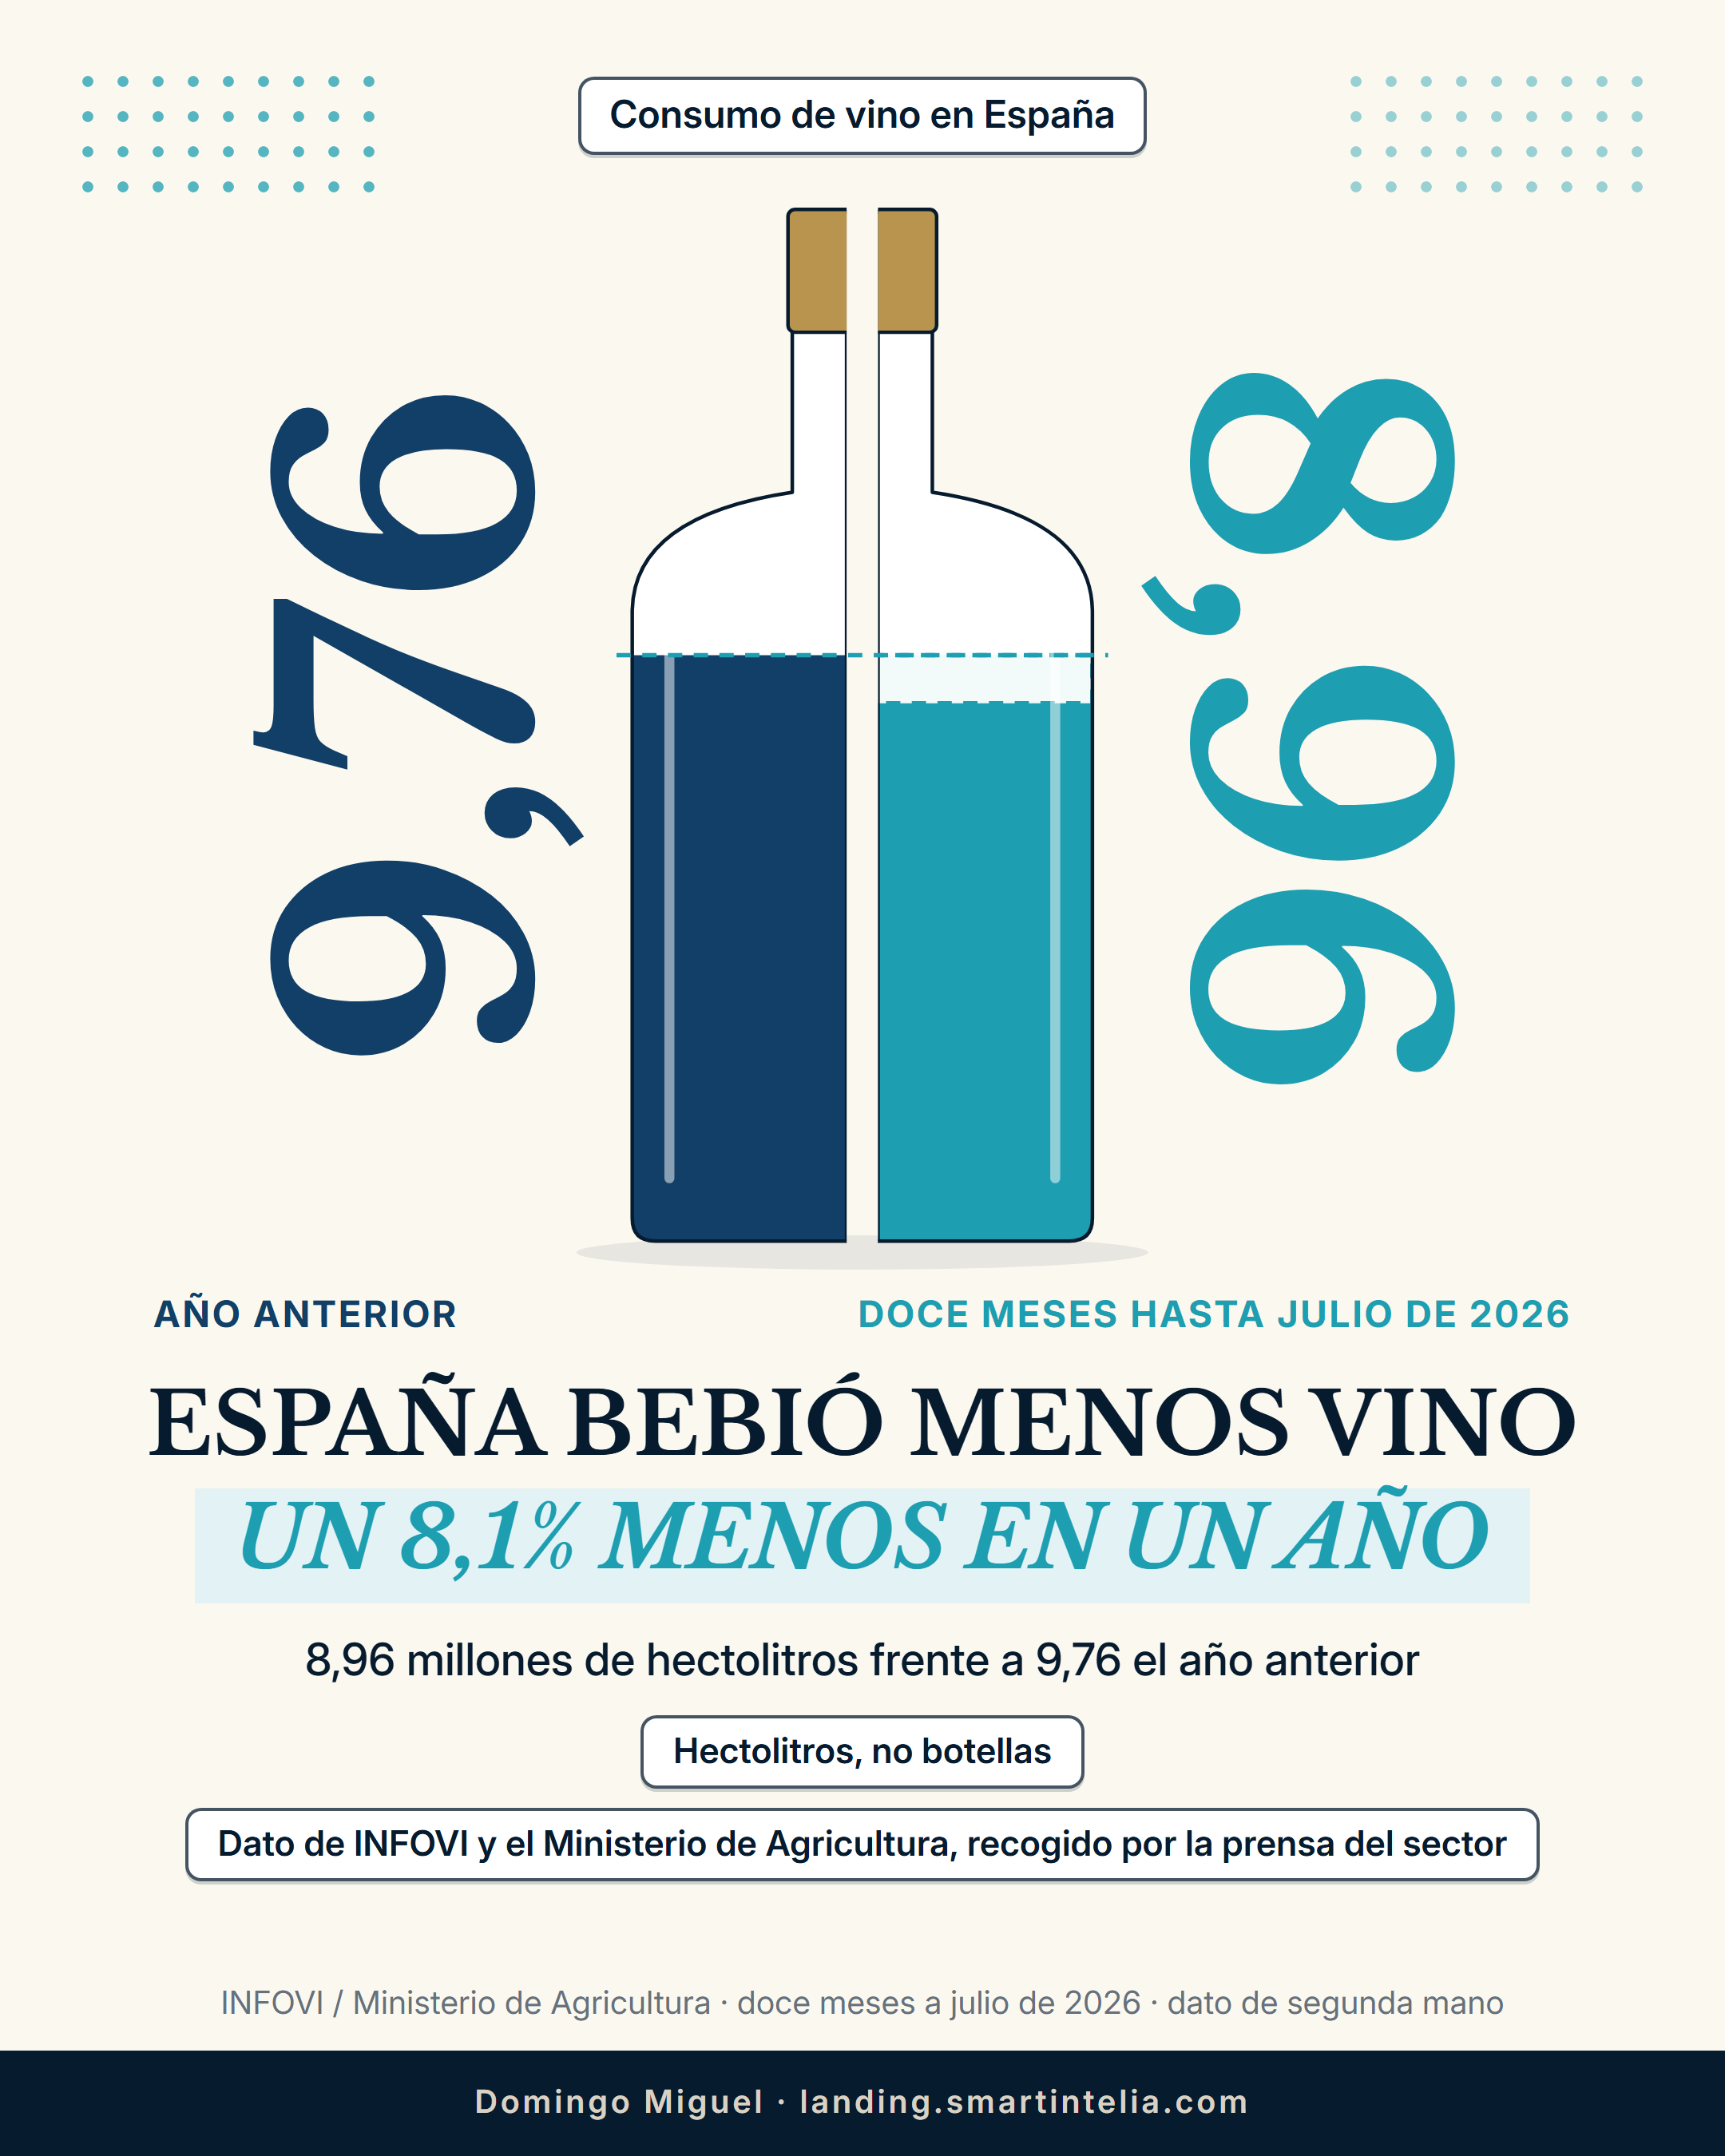 Consumo de vino en España
9,76
8,96
AÑO ANTERIOR
DOCE MESES HASTA JULIO DE 2026
ESPAÑA BEBIÓ MENOS VINO
UN 8,1% MENOS EN UN AÑO
8,96 millones de hectolitros frente a 9,76 el año anterior
Hectolitros, no botellas
Dato de INFOVI y el Ministerio de Agricultura, recogido por la prensa del sector
INFOVI / Ministerio de Agricultura · doce meses a julio de 2026 · dato de segunda mano
Domingo Miguel · landing.smartintelia.com